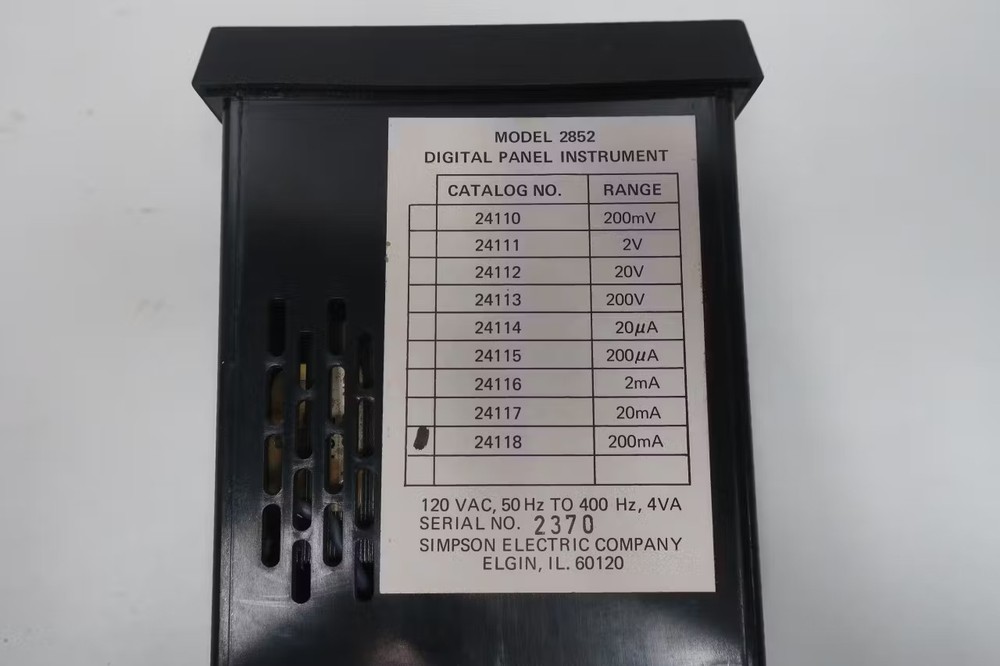 MODEL 2852
DIGITAL PANEL INSTRUMENT
CATALOG NO. RANGE
24110 200mV
24111 2V
24112 20V
24113 200V
24114 20µA
24115 200µA
24116 2mA
24117 20mA
24118 200mA
120 VAC, 50 Hz TO 400 Hz, 4VA
SERIAL NO. 2370
SIMPSON ELECTRIC COMPANY
ELGIN, IL. 60120